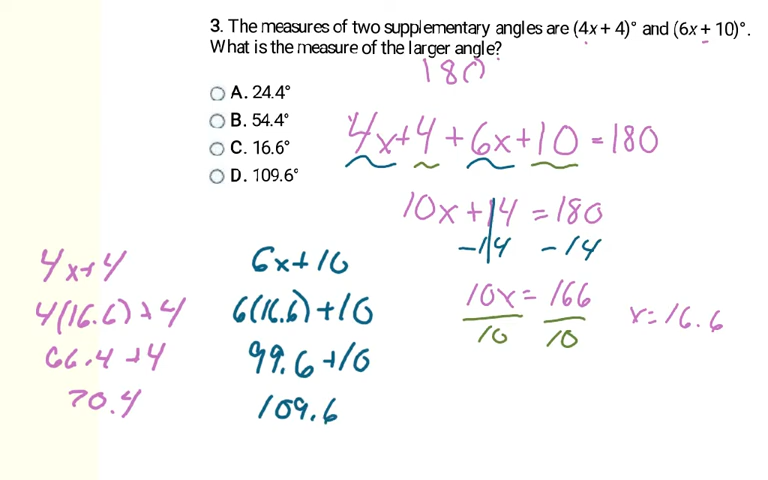 3. The measures of two supplementary angles are (4x + 4)° and (6x + 10)°.
What is the measure of the larger angle?
180
A. 24.4°
B. 54.4°
C. 16.6°
D. 109.6°
4x+4+6x+10=180
10x+14=180
-14 -14
10x=166
10 10
x=16.6
4x+4
4(16.6)+4
66.4+4
70.4
6x+10
6(16.6)+10
99.6+10
109.6